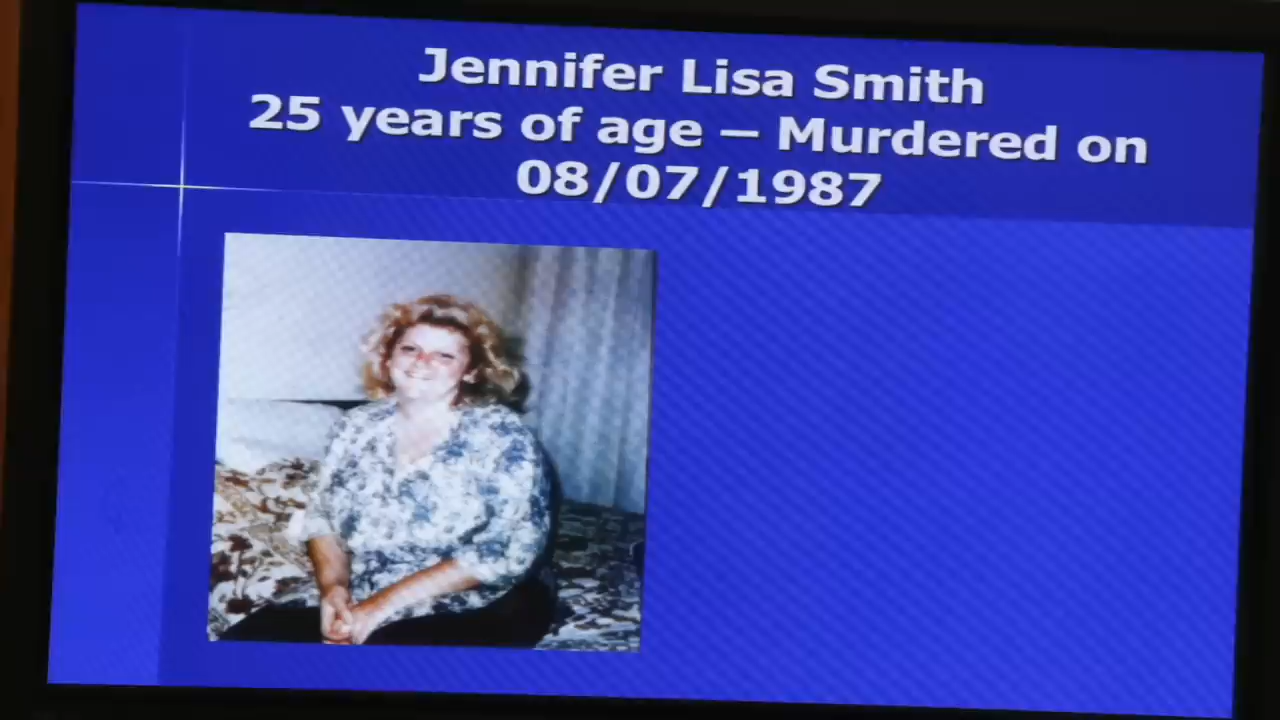 Jennifer Lisa Smith
25 years of age – Murdered on
08/07/1987